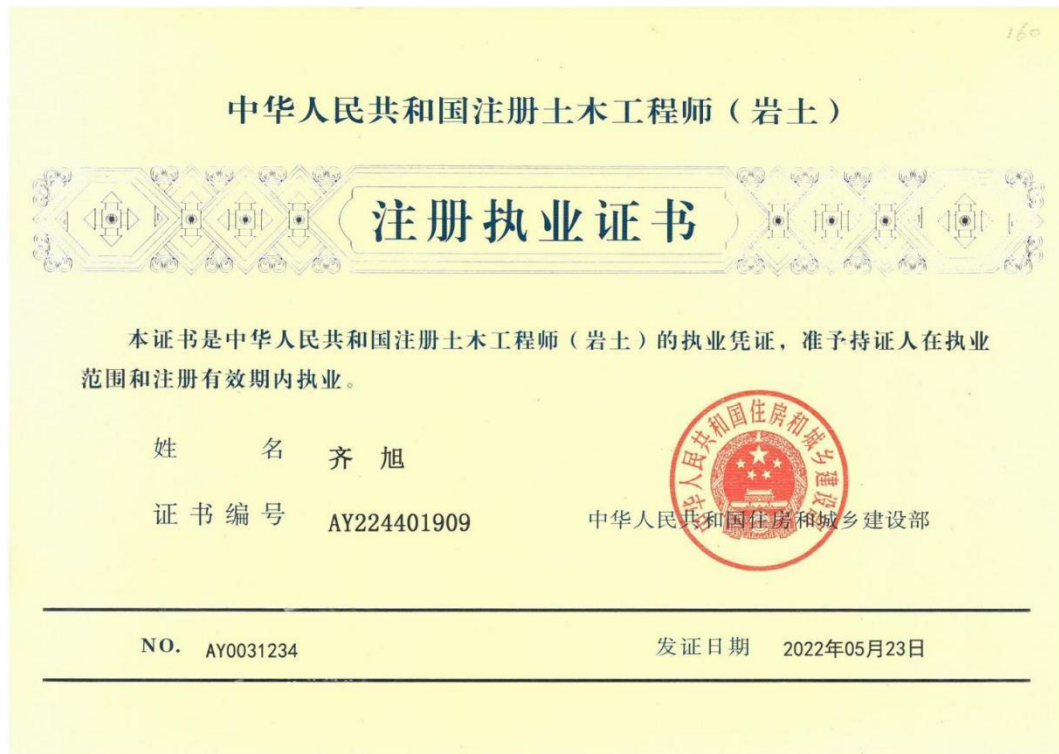 160
中华人民共和国注册土木工程师（岩土）
注册执业证书
本证书是中华人民共和国注册土木工程师（岩土）的执业凭证，准予持证人在执业
范围和注册有效期内执业。
姓 名 齐 旭
证书编号 AY224401909
中华人民共和国住房和城乡建设部
中华人民共和国住房和城乡建设部
NO. AY0031234
发证日期 2022年05月23日